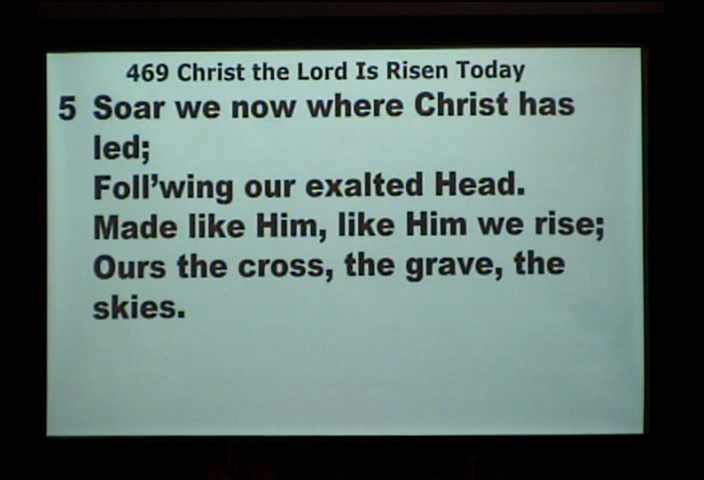 469 Christ the Lord Is Risen Today
5 Soar we now where Christ has
led;
Foll'wing our exalted Head.
Made like Him, like Him we rise;
Ours the cross, the grave, the
skies.